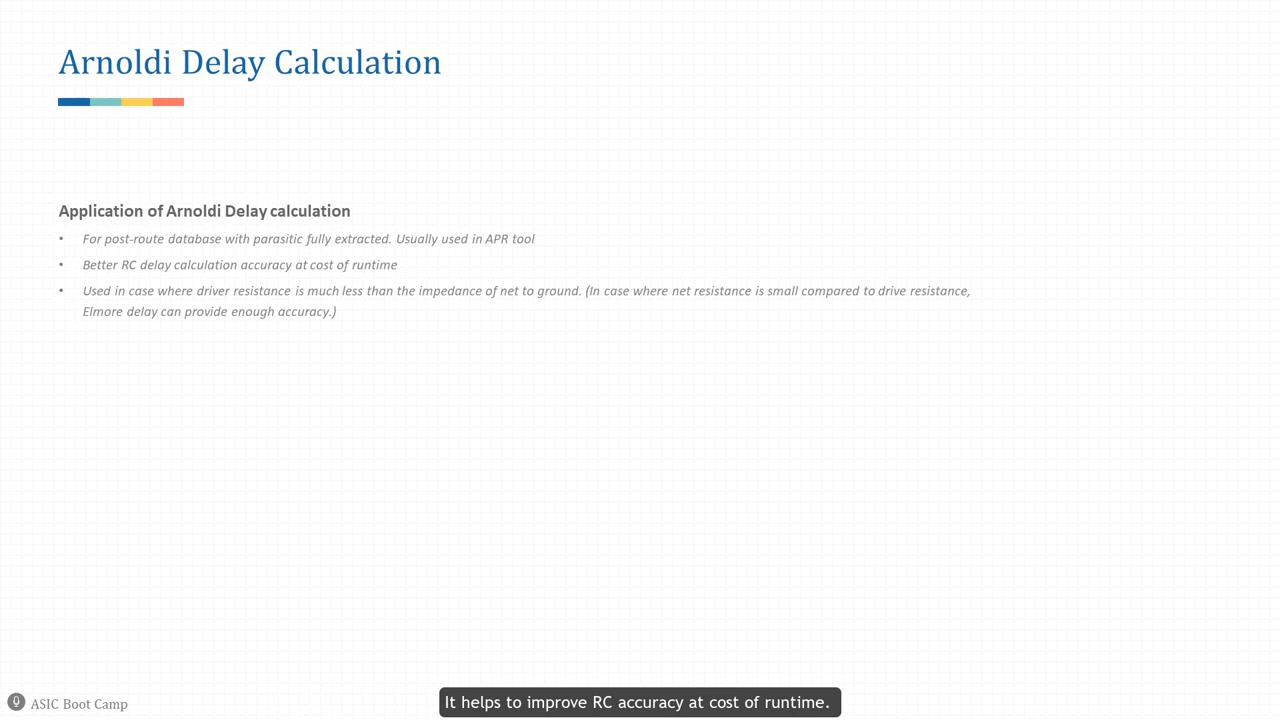 Arnoldi Delay Calculation
Application of Arnoldi Delay calculation
• For post-route database with parasitic fully extracted. Usually used in APR tool
• Better RC delay calculation accuracy at cost of runtime
• Used in case where driver resistance is much less than the impedance of net to ground. (In case where net resistance is small compared to drive resistance,
Elmore delay can provide enough accuracy.)
It helps to improve RC accuracy at cost of runtime.
ASIC Boot Camp